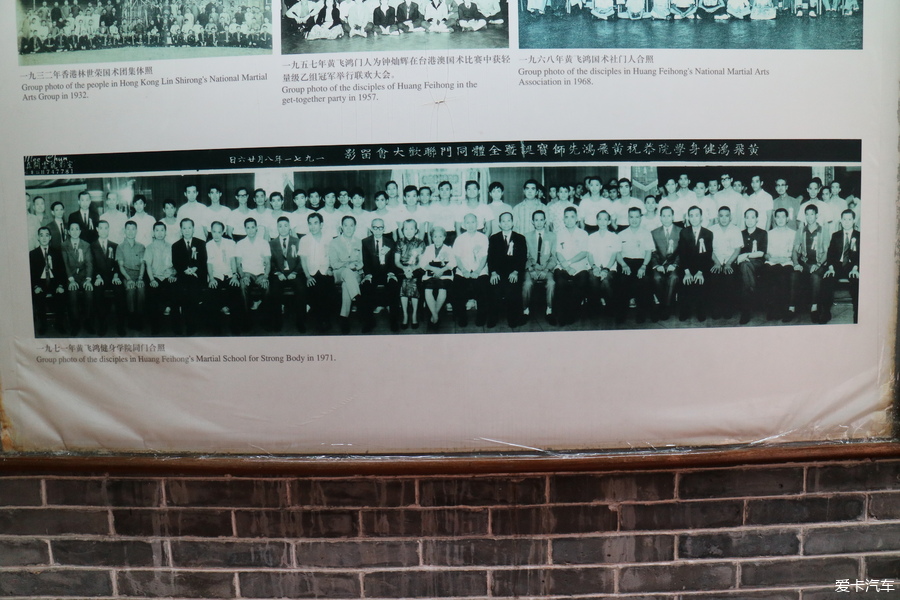 一九三二年香港林世荣国术团集体照
Group photo of the people in Hong Kong Lin Shirong's National Martial
Arts Group in 1932.
一九五七年黄飞鸿门人为钟灿辉在台港澳国术比赛中获轻
量级乙组冠军举行联欢大会。
Group photo of the disciples of Huang Feihong in the
get-together party in 1957.
一九六八年黄飞鸿国术社门人合照
Group photo of the disciples in Huang Feihong's National Martial Arts
Association in 1968.
黃飛鴻健身學院恭祝黃飛鴻先師寶誕暨全體同門聯歡大會留影
一九七一年八月廿六日
一九七一年黄飞鸿健身学院同门合照
Group photo of the disciples in Huang Feihong's Martial School for Strong Body in 1971.
爱卡汽车